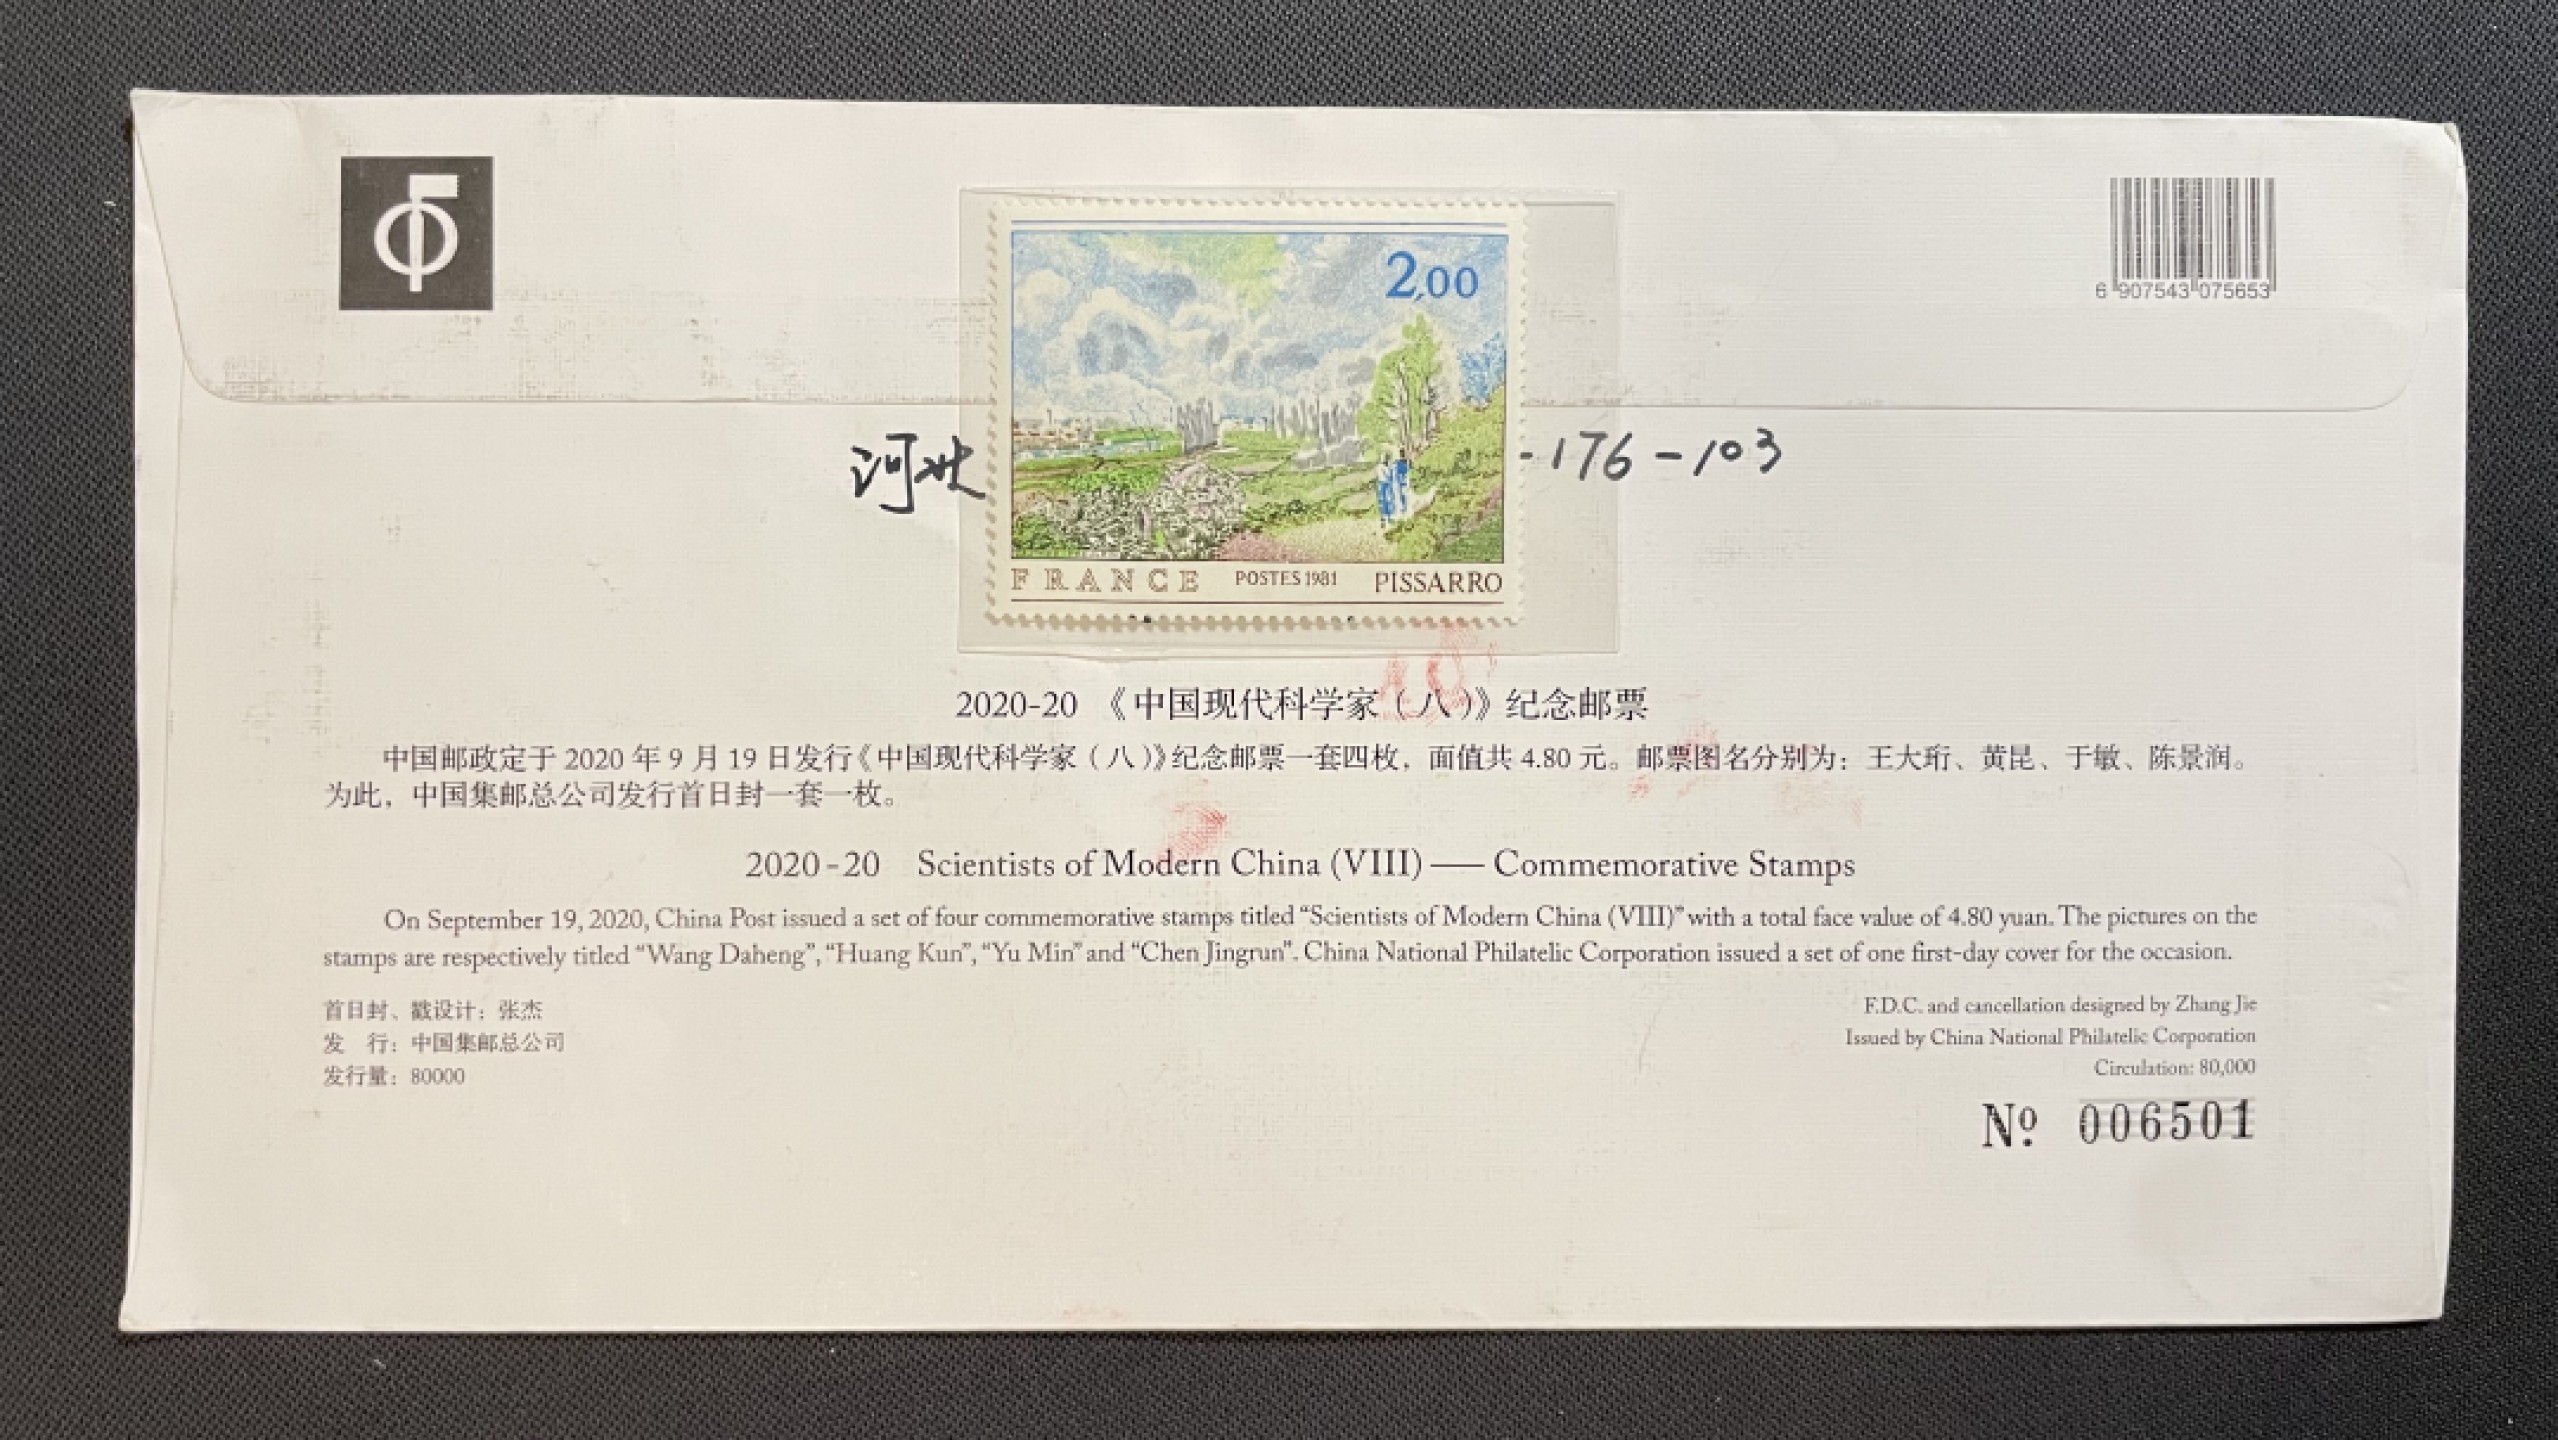 6 907543 075653
2,00
河北
-176-103
FRANCE POSTES 1981 PISSARRO
2020-20 《中国现代科学家（八）》纪念邮票
中国邮政定于 2020 年 9 月 19 日发行《中国现代科学家（八）》纪念邮票一套四枚，面值共 4.80 元。邮票图名分别为：王大珩、黄昆、于敏、陈景润。
为此，中国集邮总公司发行首日封一套一枚。
2020-20 Scientists of Modern China (VIII) —— Commemorative Stamps
On September 19, 2020, China Post issued a set of four commemorative stamps titled “Scientists of Modern China (VIII)” with a total face value of 4.80 yuan. The pictures on the
stamps are respectively titled “Wang Daheng”, “Huang Kun”, “Yu Min” and “Chen Jingrun”. China National Philatelic Corporation issued a set of one first-day cover for the occasion.
首日封、戳设计：张杰
发 行：中国集邮总公司
发行量：80000
F.D.C. and cancellation designed by Zhang Jie
Issued by China National Philatelic Corporation
Circulation: 80,000
№ 006501